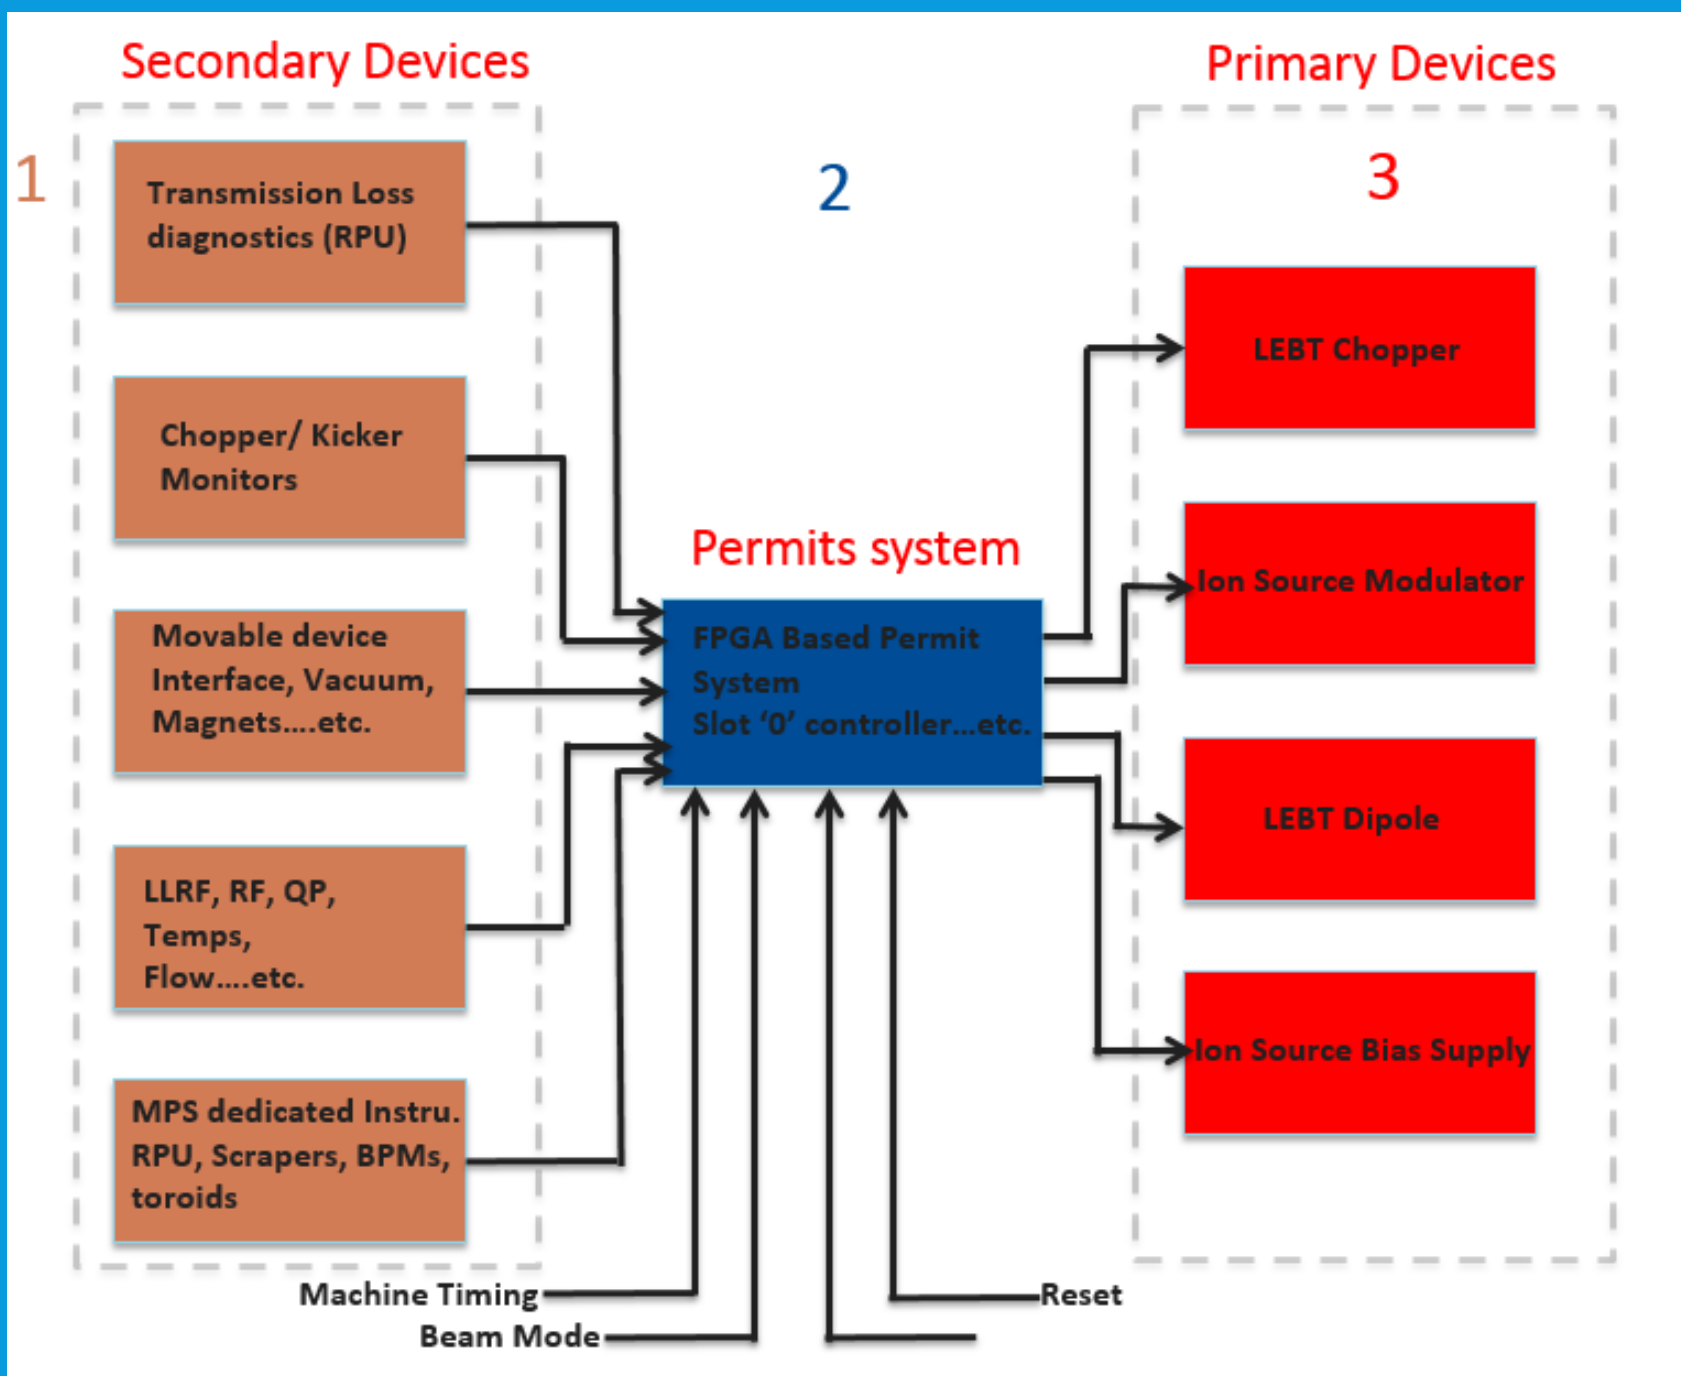 Secondary Devices
Primary Devices
1
2
3
Transmission Loss
diagnostics (RPU)
Chopper/ Kicker
Monitors
Movable device
Interface, Vacuum,
Magnets....etc.
LLRF, RF, QP,
Temps,
Flow....etc.
MPS dedicated Instru.
RPU, Scrapers, BPMs,
toroids
Permits system
FPGA Based Permit
System
Slot ‘0’ controller...etc.
LEBT Chopper
Ion Source Modulator
LEBT Dipole
Ion Source Bias Supply
Machine Timing
Beam Mode
Reset